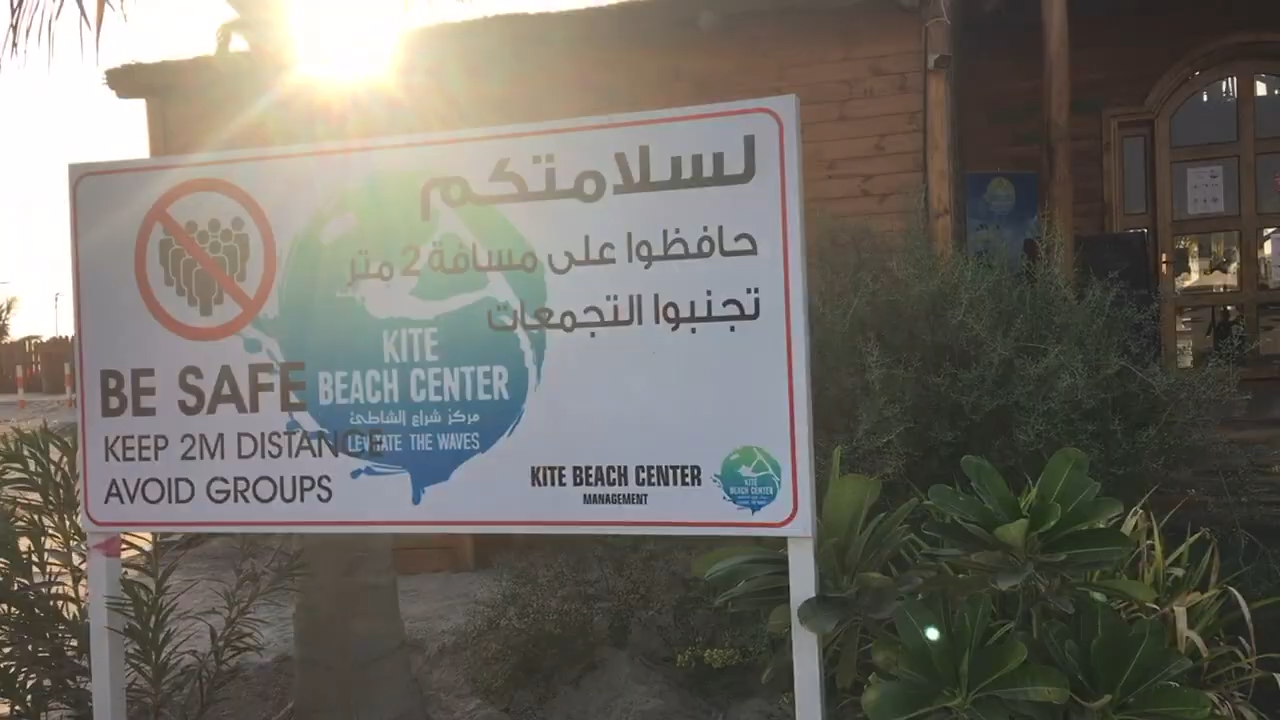 لسلامتكم
حافظوا على مسافة 2 متر
تجنبوا التجمعات
KITE
BEACH CENTER
مركز شراع الشاطئ
LEVITATE THE WAVES
BE SAFE
KEEP 2M DISTANCE
AVOID GROUPS
KITE BEACH CENTER
MANAGEMENT
KITE
BEACH CENTER